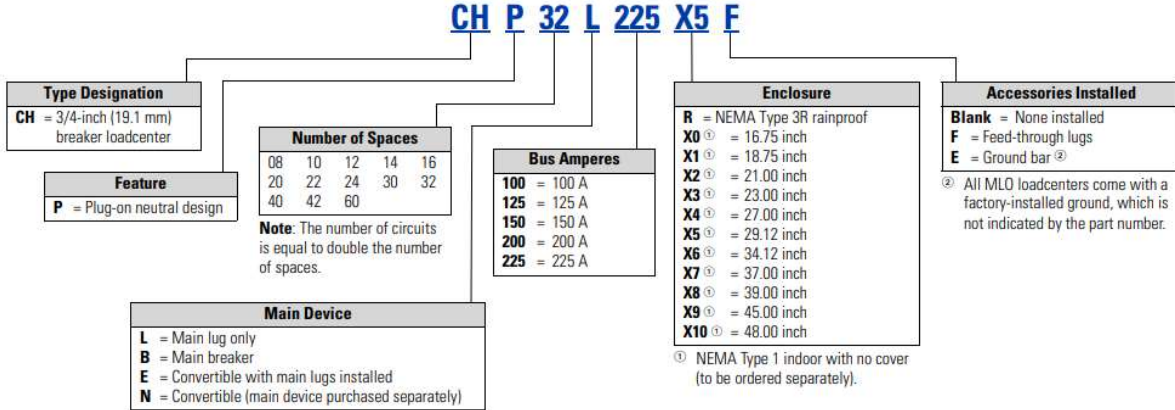 CH P 32 L 225 X5 F
Type Designation
CH = 3/4-inch (19.1 mm)
breaker loadcenter
Feature
P = Plug-on neutral design
Number of Spaces
08 10 12 14 16
20 22 24 30 32
40 42 60
Note: The number of circuits
is equal to double the number
of spaces.
Main Device
L = Main lug only
B = Main breaker
E = Convertible with main lugs installed
N = Convertible (main device purchased separately)
Bus Amperes
100 = 100 A
125 = 125 A
150 = 150 A
200 = 200 A
225 = 225 A
Enclosure
R = NEMA Type 3R rainproof
X0 ① = 16.75 inch
X1 ① = 18.75 inch
X2 ① = 21.00 inch
X3 ① = 23.00 inch
X4 ① = 27.00 inch
X5 ① = 29.12 inch
X6 ① = 34.12 inch
X7 ① = 37.00 inch
X8 ① = 39.00 inch
X9 ① = 45.00 inch
X10 ① = 48.00 inch
① NEMA Type 1 indoor with no cover
(to be ordered separately).
Accessories Installed
Blank = None installed
F = Feed-through lugs
E = Ground bar ②
② All MLO loadcenters come with a
factory-installed ground, which is
not indicated by the part number.